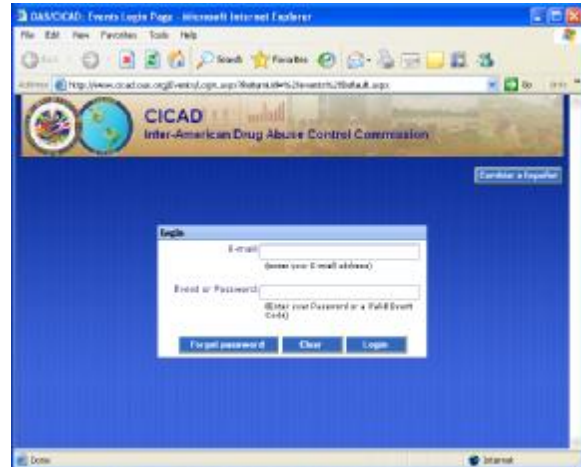 OAS/CICAD: Events Login Page - Microsoft Internet Explorer
File Edit View Favorites Tools Help
Search Favorites
Address
Go
CICAD
Inter-American Drug Abuse Control Commission
Cambiar a Español
Login
E-mail
(enter your E-mail address)
Event or Password
(Enter your Password or a Valid Event
Code)
Forgot password Clear Login
Done Internet